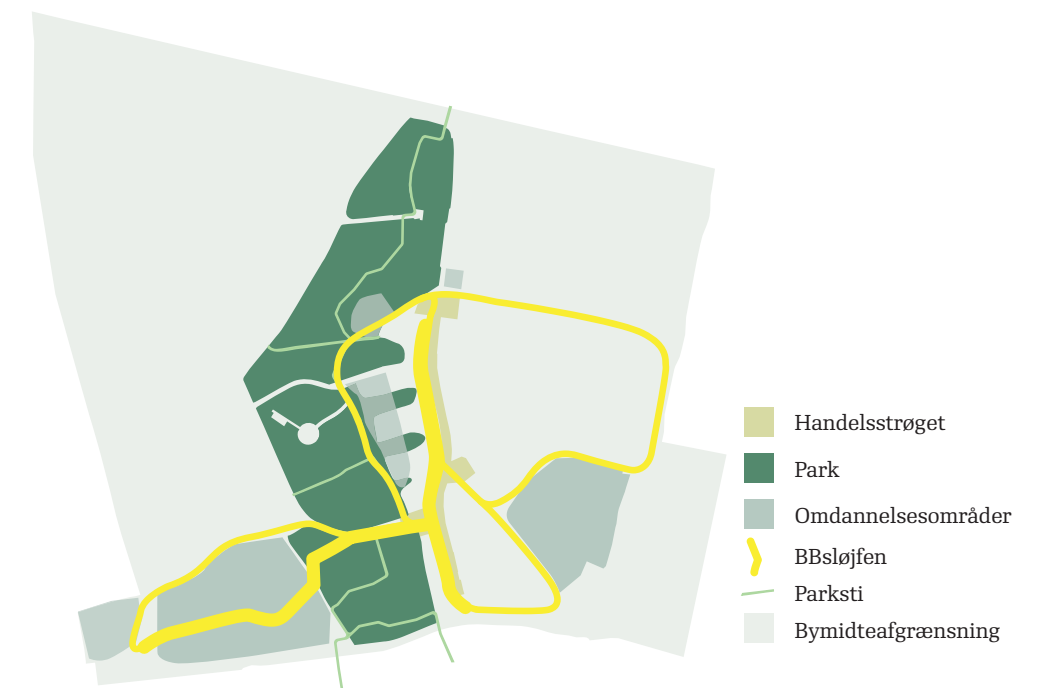 Handelsstrøget
Park
Omdannelsesområder
BBsløjfen
Parksti
Bymidteafgrænsning